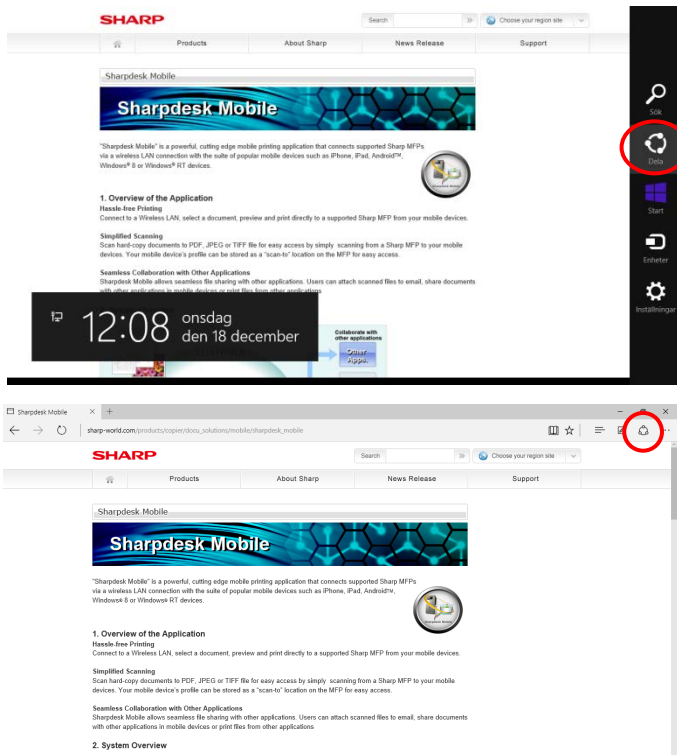 SHARP
Search
Choose your region site
Products
About Sharp
News Release
Support
Sharpdesk Mobile
Sharpdesk Mobile
"Sharpdesk Mobile" is a powerful, cutting edge mobile printing application that connects supported Sharp MFPs
via a wireless LAN connection with the suite of popular mobile devices such as iPhone, iPad, Android™,
Windows® 8 or Windows® RT devices.
1. Overview of the Application
Hassle-free Printing
Connect to a Wireless LAN, select a document, preview and print directly to a supported Sharp MFP from your mobile devices.
Simplified Scanning
Scan hard-copy documents to PDF, JPEG or TIFF file for easy access by simply scanning from a Sharp MFP to your mobile
devices. Your mobile device's profile can be stored as a "scan-to" location on the MFP for easy access.
Seamless Collaboration with Other Applications
Sharpdesk Mobile allows seamless file sharing with other applications. Users can attach scanned files to email, share documents
with other applications in mobile devices or print files from other applications
Collaborate with
other applications
Other
Apps.
12:08
onsdag
den 18 december
Sök
Dela
Start
Enheter
Inställningar
Sharpdesk Mobile
sharp-world.com/products/copier/docu_solutions/mobile/sharpdesk_mobile
SHARP
Search
Choose your region site
Products
About Sharp
News Release
Support
Sharpdesk Mobile
Sharpdesk Mobile
"Sharpdesk Mobile" is a powerful, cutting edge mobile printing application that connects supported Sharp MFPs
via a wireless LAN connection with the suite of popular mobile devices such as iPhone, iPad, Android™,
Windows® 8 or Windows® RT devices.
1. Overview of the Application
Hassle-free Printing
Connect to a Wireless LAN, select a document, preview and print directly to a supported Sharp MFP from your mobile devices.
Simplified Scanning
Scan hard-copy documents to PDF, JPEG or TIFF file for easy access by simply scanning from a Sharp MFP to your mobile
devices. Your mobile device's profile can be stored as a "scan-to" location on the MFP for easy access.
Seamless Collaboration with Other Applications
Sharpdesk Mobile allows seamless file sharing with other applications. Users can attach scanned files to email, share documents
with other applications in mobile devices or print files from other applications
2. System Overview